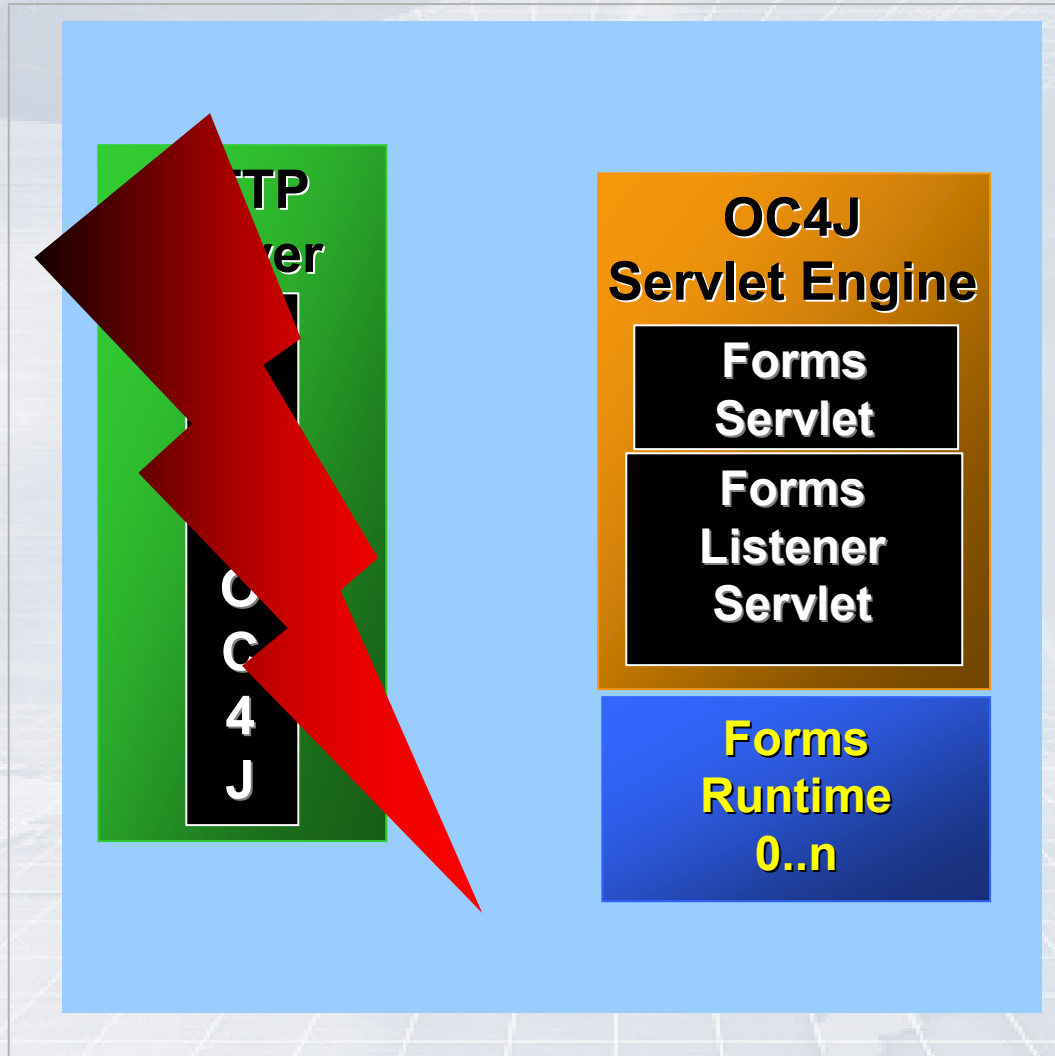 TTP
ver
O
C
4
J
OC4J
Servlet Engine
Forms
Servlet
Forms
Listener
Servlet
Forms
Runtime
0..n